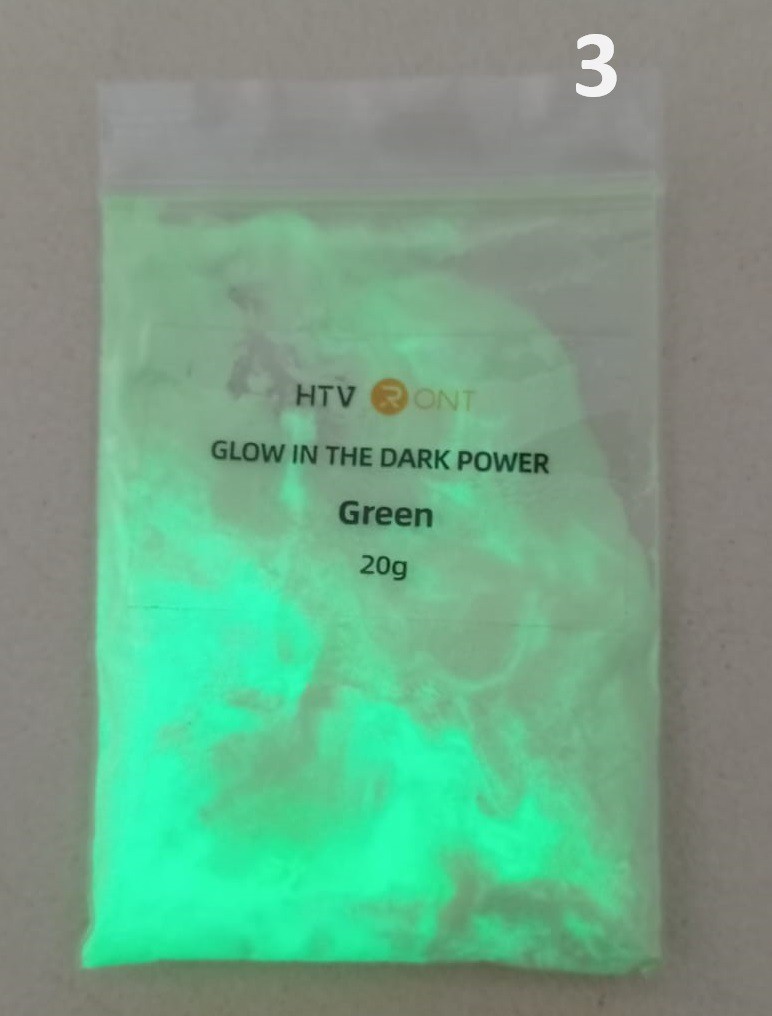 3
HTV RONT
GLOW IN THE DARK POWER
Green
20g